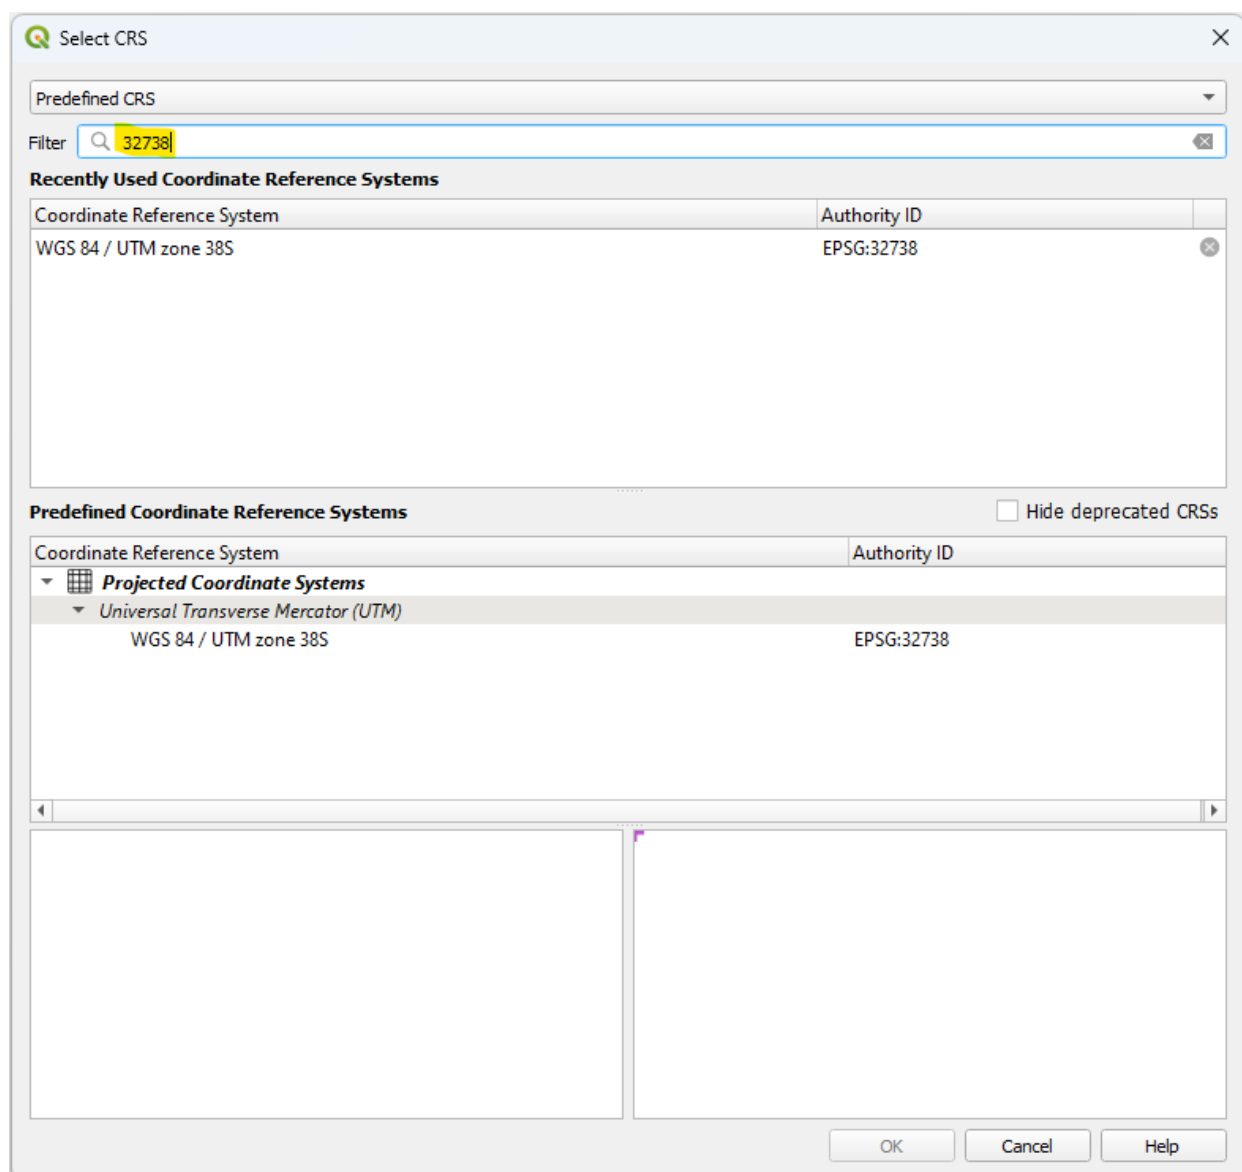 Select CRS
Predefined CRS
Filter 32738
Recently Used Coordinate Reference Systems
Coordinate Reference System Authority ID
WGS 84 / UTM zone 38S EPSG:32738
Predefined Coordinate Reference Systems Hide deprecated CRSs
Coordinate Reference System Authority ID
Projected Coordinate Systems
Universal Transverse Mercator (UTM)
WGS 84 / UTM zone 38S EPSG:32738
OK Cancel Help